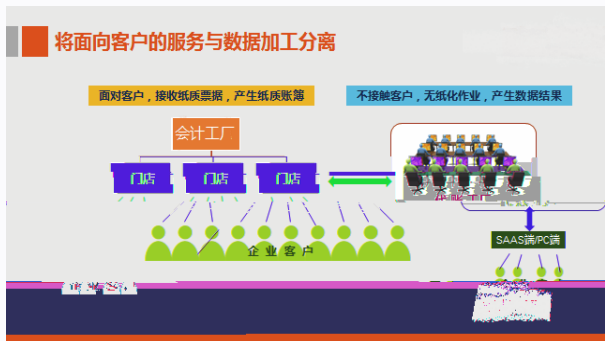 将面向客户的服务与数据加工分离
面对客户，接收纸质票据，产生纸质账簿
不接触客户，无纸化作业，产生数据结果
会计工厂
门店 门店 门店
SAAS端/PC端
企业客户